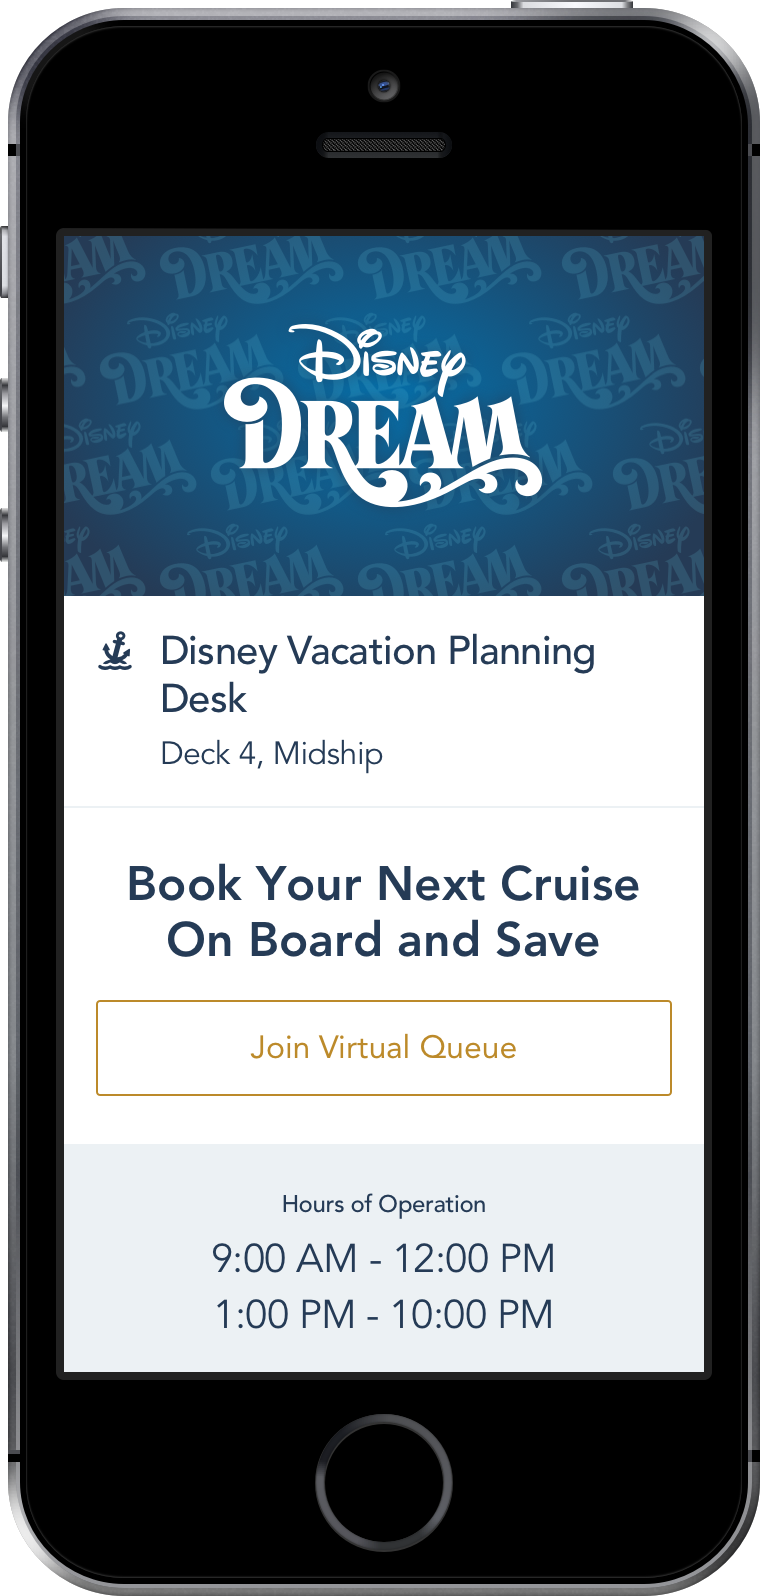 Disney
DREAM
Disney Vacation Planning
Desk
Deck 4, Midship
Book Your Next Cruise
On Board and Save
Join Virtual Queue
Hours of Operation
9:00 AM - 12:00 PM
1:00 PM - 10:00 PM